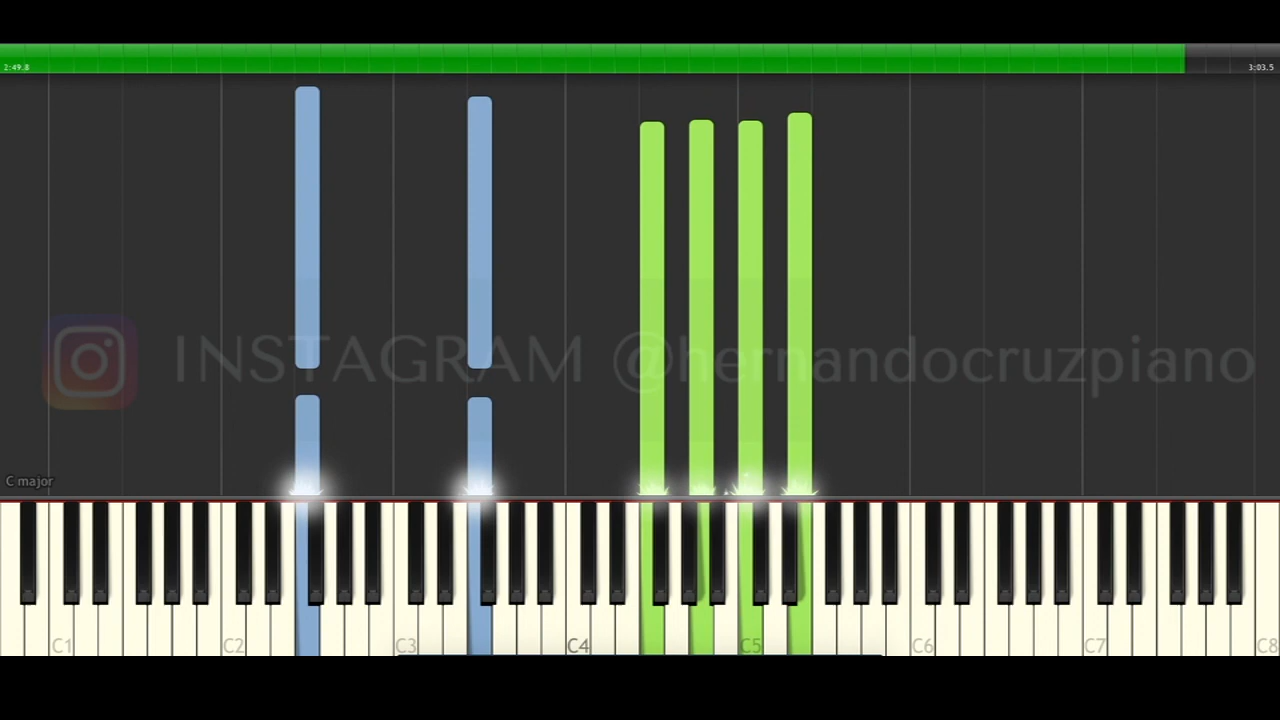 2:49.8
3:03.5
INSTAGRAM @hernandocruzpiano
C major
C1 C2 C3 C4 C5 C6 C7 C8